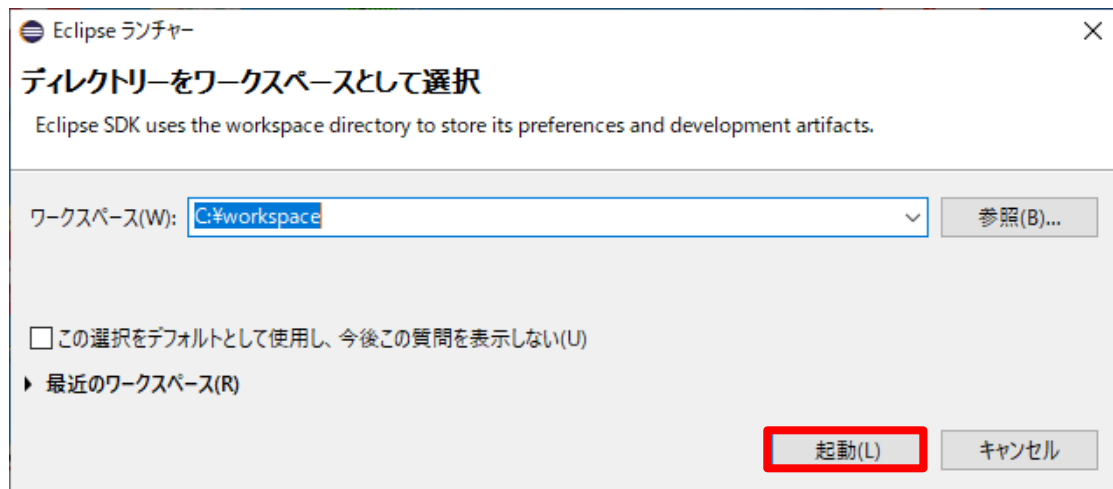 Eclipse ランチャー
ディレクトリーをワークスペースとして選択
Eclipse SDK uses the workspace directory to store its preferences and development artifacts.
ワークスペース(W): C:¥workspace 参照(B)...
この選択をデフォルトとして使用し、今後この質問を表示しない(U)
最近のワークスペース(R)
起動(L) キャンセル